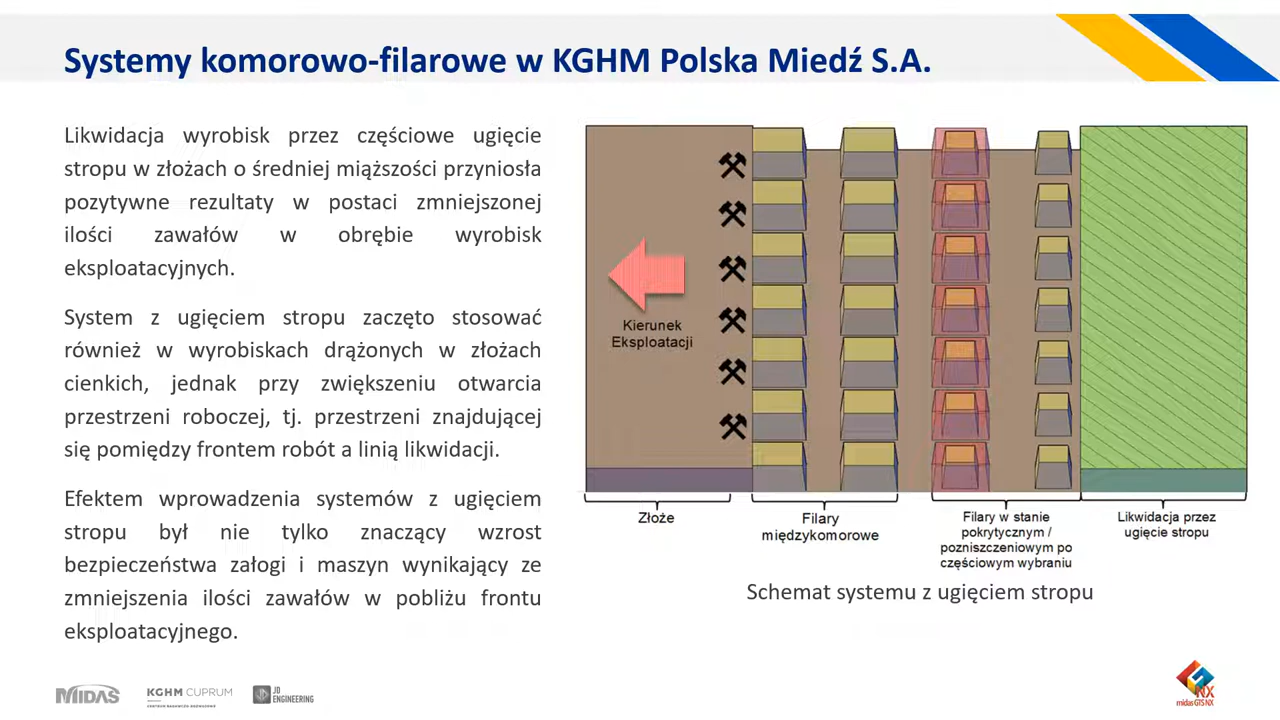 Systemy komorowo-filarowe w KGHM Polska Miedź S.A.
Likwidacja wyrobisk przez częściowe ugięcie
stropu w złożach o średniej miąższości przyniosła
pozytywne rezultaty w postaci zmniejszonej
ilości zawałów w obrębie wyrobisk
eksploatacyjnych.
System z ugięciem stropu zaczęto stosować
również w wyrobiskach drążonych w złożach
cienkich, jednak przy zwiększeniu otwarcia
przestrzeni roboczej, tj. przestrzeni znajdującej
się pomiędzy frontem robót a linią likwidacji.
Efektem wprowadzenia systemów z ugięciem
stropu był nie tylko znaczący wzrost
bezpieczeństwa załogi i maszyn wynikający ze
zmniejszenia ilości zawałów w pobliżu frontu
eksploatacyjnego.
Kierunek
Eksploatacji
Złoże
Filary
międzykomorowe
Filary w stanie
pokrytycznym /
pozniszczeniowym po
częściowym wybraniu
Likwidacja przez
ugięcie stropu
Schemat systemu z ugięciem stropu
MIDAS
KGHM CUPRUM
JD
ENGINEERING
NX
midas GTS NX